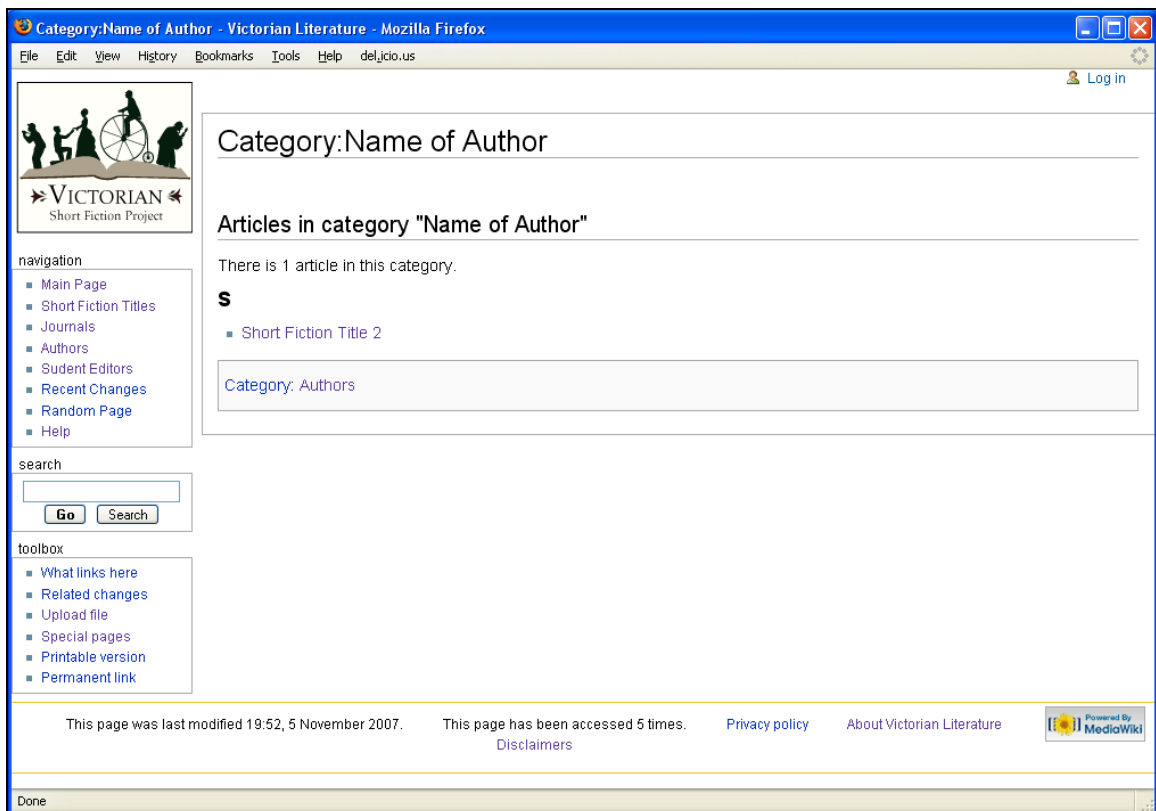 Category:Name of Author - Victorian Literature - Mozilla Firefox
File Edit View History Bookmarks Tools Help del.icio.us
Log in
VICTORIAN
Short Fiction Project
Category:Name of Author
Articles in category "Name of Author"
There is 1 article in this category.
S
Short Fiction Title 2
Category: Authors
navigation
Main Page
Short Fiction Titles
Journals
Authors
Sudent Editors
Recent Changes
Random Page
Help
search
Go Search
toolbox
What links here
Related changes
Upload file
Special pages
Printable version
Permanent link
This page was last modified 19:52, 5 November 2007. This page has been accessed 5 times. Privacy policy About Victorian Literature
Disclaimers
Powered By
MediaWiki
Done